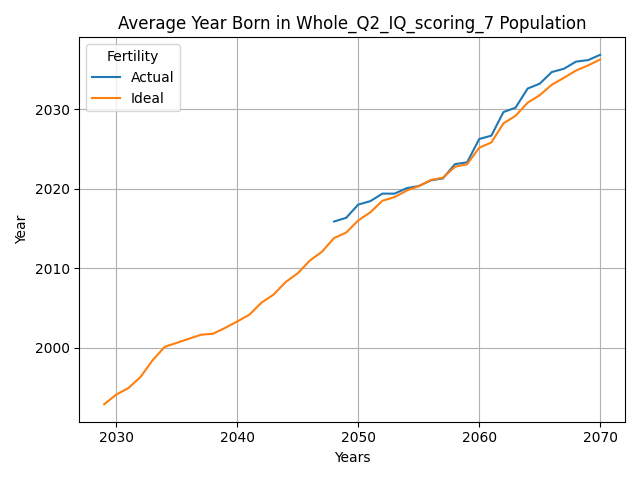 Average Year Born in Whole_Q2_IQ_scoring_7 Population
Fertility
Actual
Ideal
2030
2020
2010
2000
Year
2030 2040 2050 2060 2070
Years